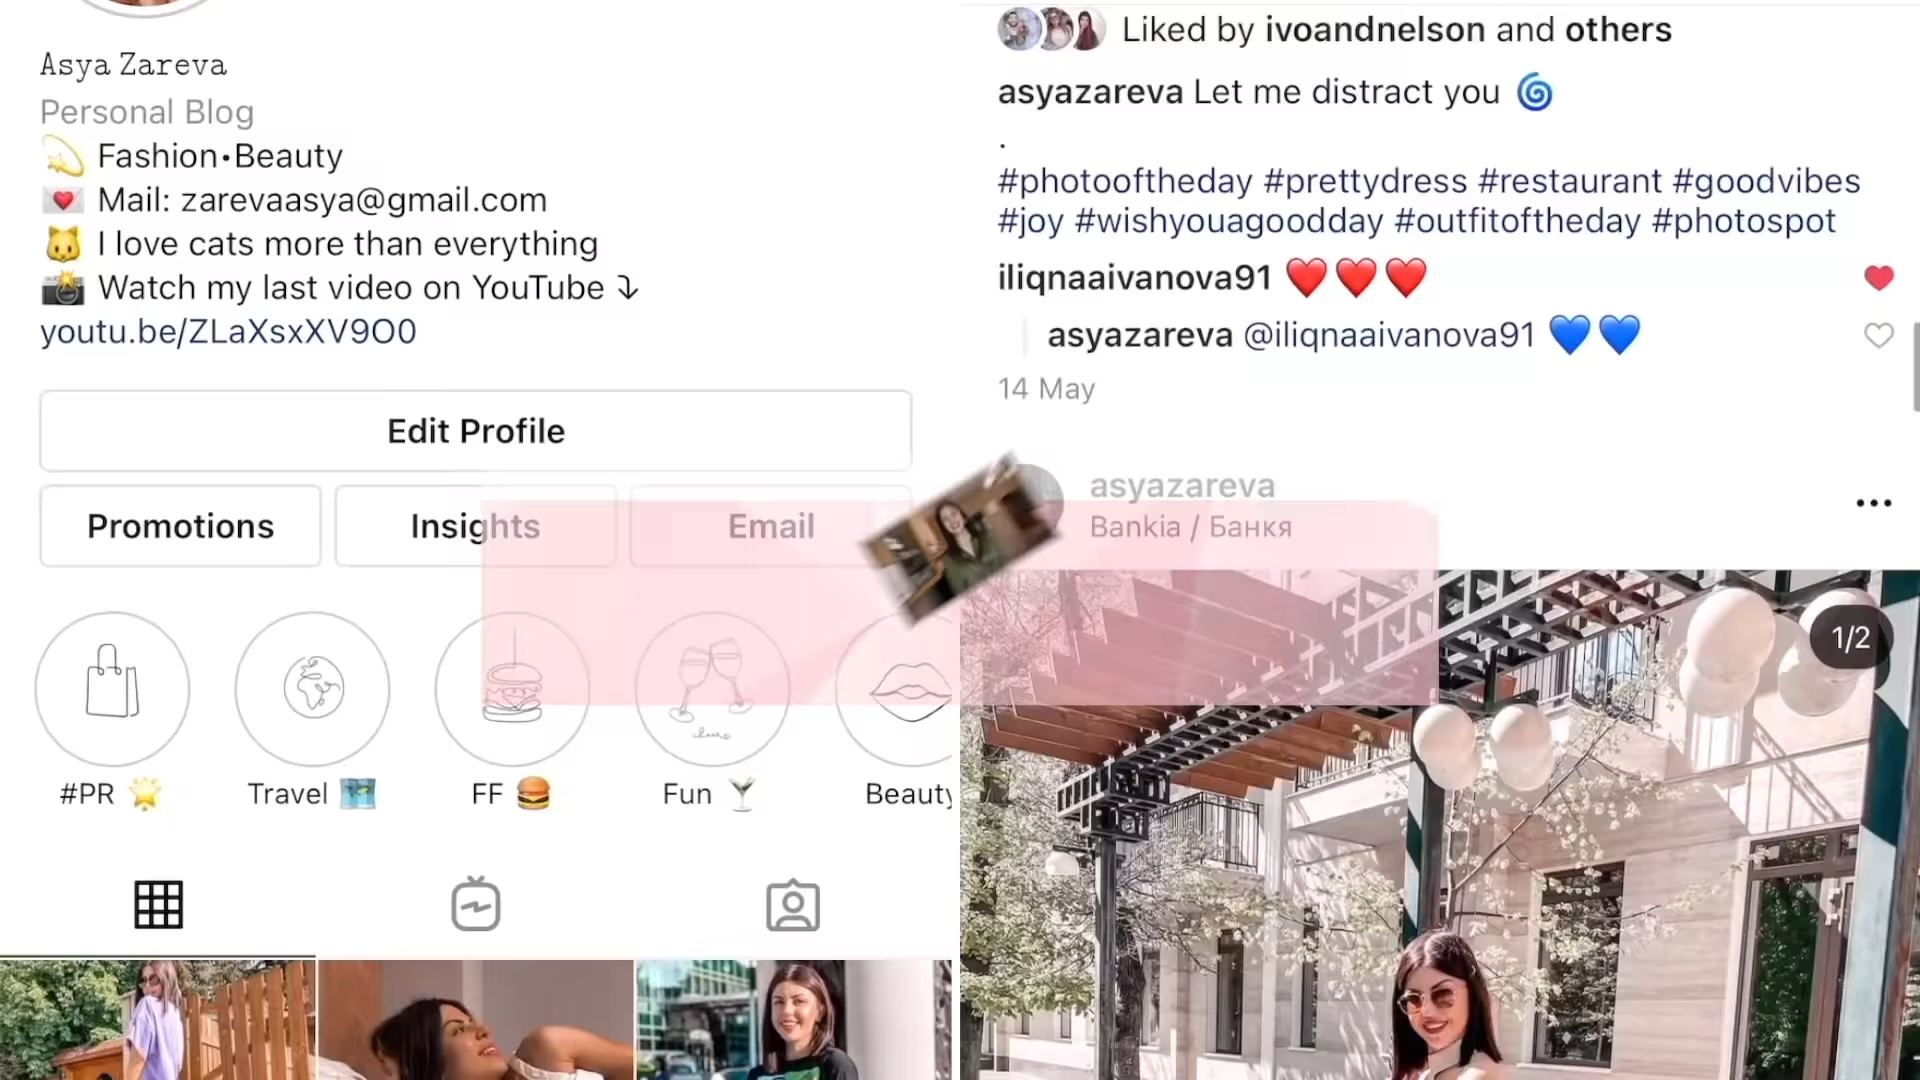 Asya Zareva
Personal Blog
Fashion•Beauty
Mail: zarevaasya@gmail.com
I love cats more than everything
Watch my last video on YouTube ⤵
youtu.be/ZLaXsxXV9O0
Edit Profile
Promotions
Insights
Email
#PR
Travel
FF
Fun
Beauty
Liked by ivoandnelson and others
asyazareva Let me distract you
.
#photooftheday #prettydress #restaurant #goodvibes
#joy #wishyouagoodday #outfitoftheday #photospot
iliqnaaivanova91
asyazareva @iliqnaaivanova91
14 May
asyazareva
Bankia / Банкя
1/2